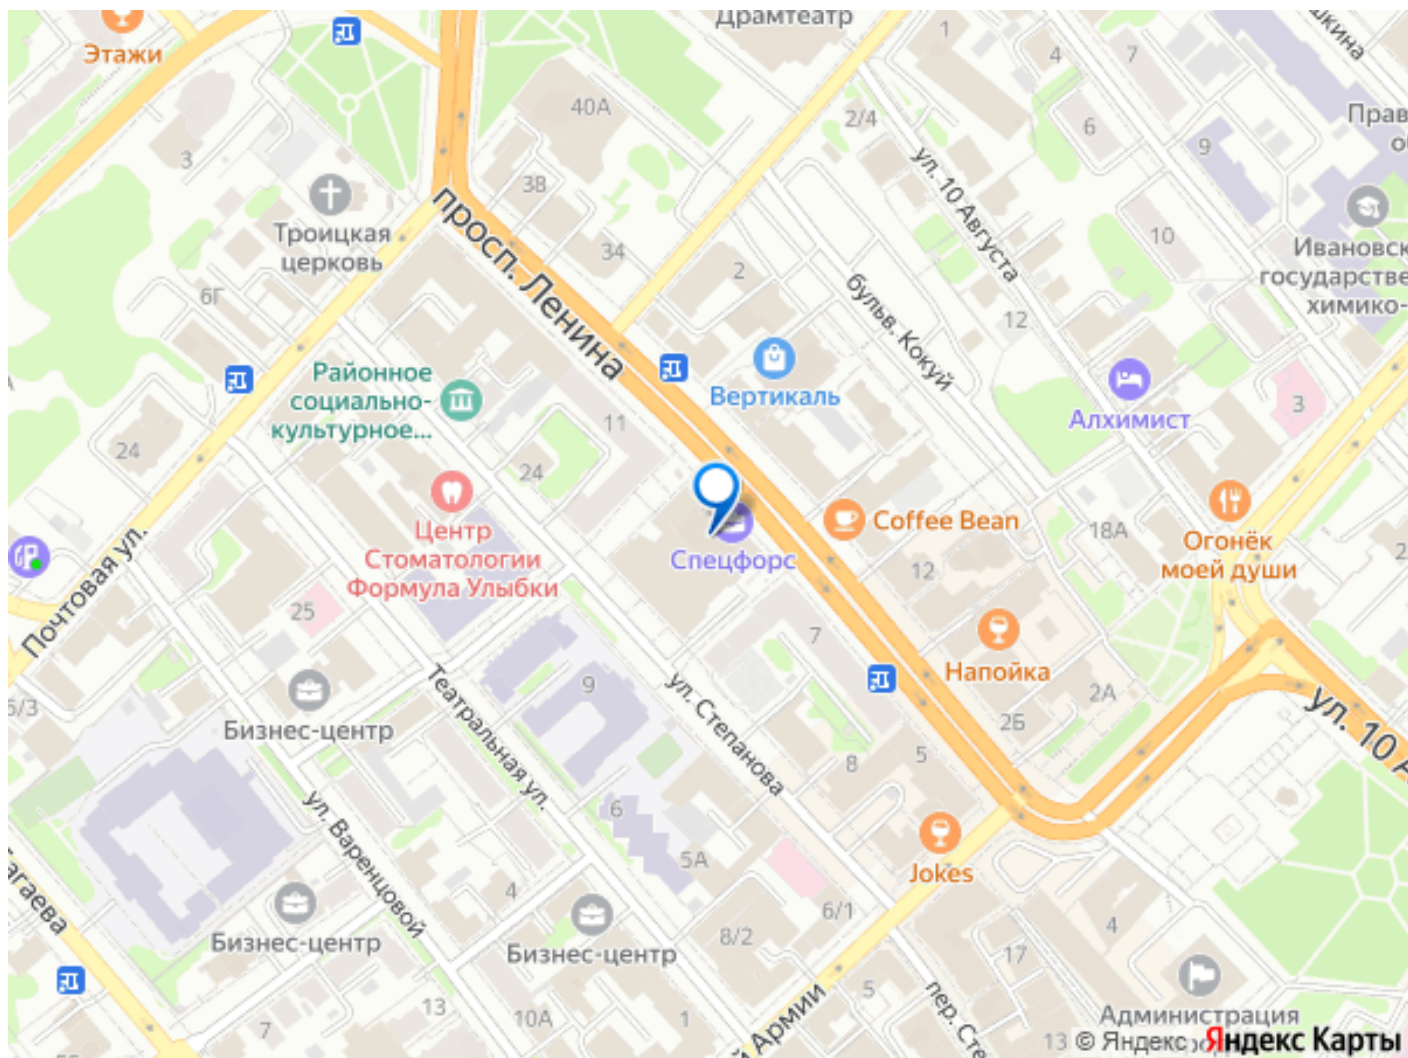 Драмтеатр
Этажи
1
4
7
40А
2/4
6
9
3
38
ул. 10 Августа
Троицкая
церковь
просп. Ленина
34
2
10
6Г
бульв. Кокуй
12
Районное
социально-
культурное...
Вертикаль
Алхимист
3
11
24
24
Центр
Стоматологии
Формула Улыбки
Спецфорс
Coffee Bean
18А
Огонёк
моей души
12
Почтовая ул.
25
7
Напойка
9
ул. Степанова
2А
2Б
Бизнес-центр
Театральная ул.
8
5
ул. Варенцовой
6
5А
Jokes
4
6/1
4
8/2
Бизнес-центр
Бизнес-центр
17
13
10А
1
5
7
Администрация
13
© Яндекс
Яндекс Карты